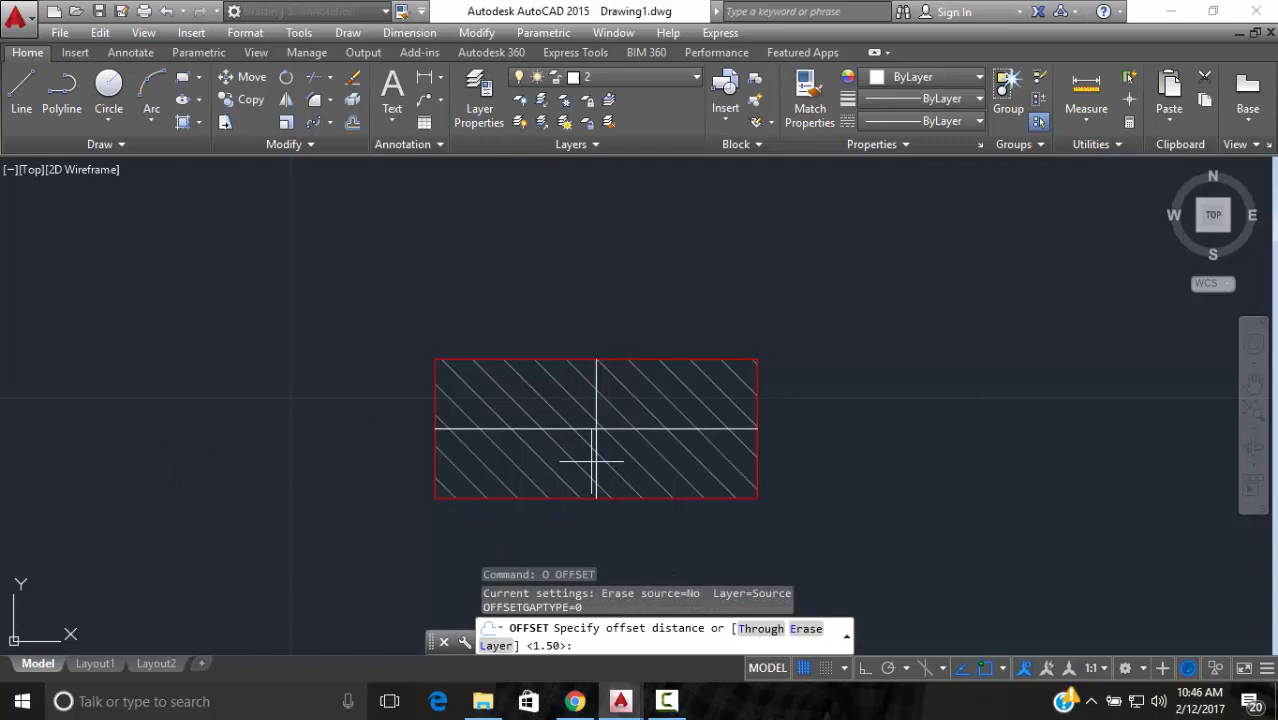 Drafting & Annotation
Autodesk AutoCAD 2015 Drawing1.dwg
Type a keyword or phrase
Sign In
File Edit View Insert Format Tools Draw Dimension Modify Parametric Window Help Express
Home Insert Annotate Parametric View Manage Output Add-ins Autodesk 360 Express Tools BIM 360 Performance Featured Apps
Line Polyline Circle Arc
Move
Copy
Text
Layer
Properties
2
Insert
Match
Properties
ByLayer
ByLayer
ByLayer
Group
Measure
Paste
Base
Draw Modify Annotation Layers Block Properties Groups Utilities Clipboard View
[−][Top][2D Wireframe]
N
W TOP E
S
WCS
Y
X
Command: O OFFSET
Current settings: Erase source=No Layer=Source
OFFSETGAPTYPE=0
OFFSET Specify offset distance or [Through Erase
Layer] <1.50>:
Model Layout1 Layout2 +
MODEL
1:1
Talk or type to search
10:46 AM
2/12/2017
20